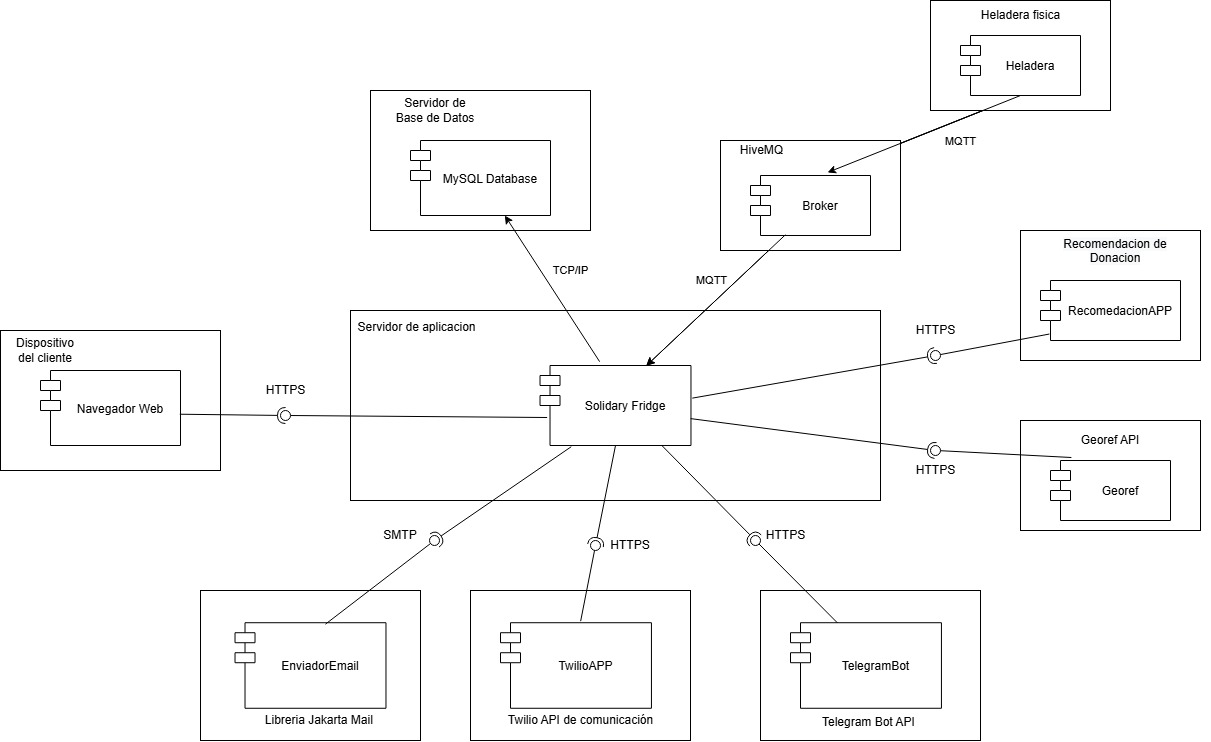 Heladera fisica
Heladera
MQTT
Servidor de
Base de Datos
MySQL Database
HiveMQ
Broker
TCP/IP
MQTT
Recomendacion de
Donacion
RecomedacionAPP
HTTPS
Servidor de aplicacion
Solidary Fridge
Dispositivo
del cliente
Navegador Web
HTTPS
Georef API
Georef
HTTPS
SMTP
HTTPS
HTTPS
EnviadorEmail
Libreria Jakarta Mail
TwilioAPP
Twilio API de comunicación
TelegramBot
Telegram Bot API